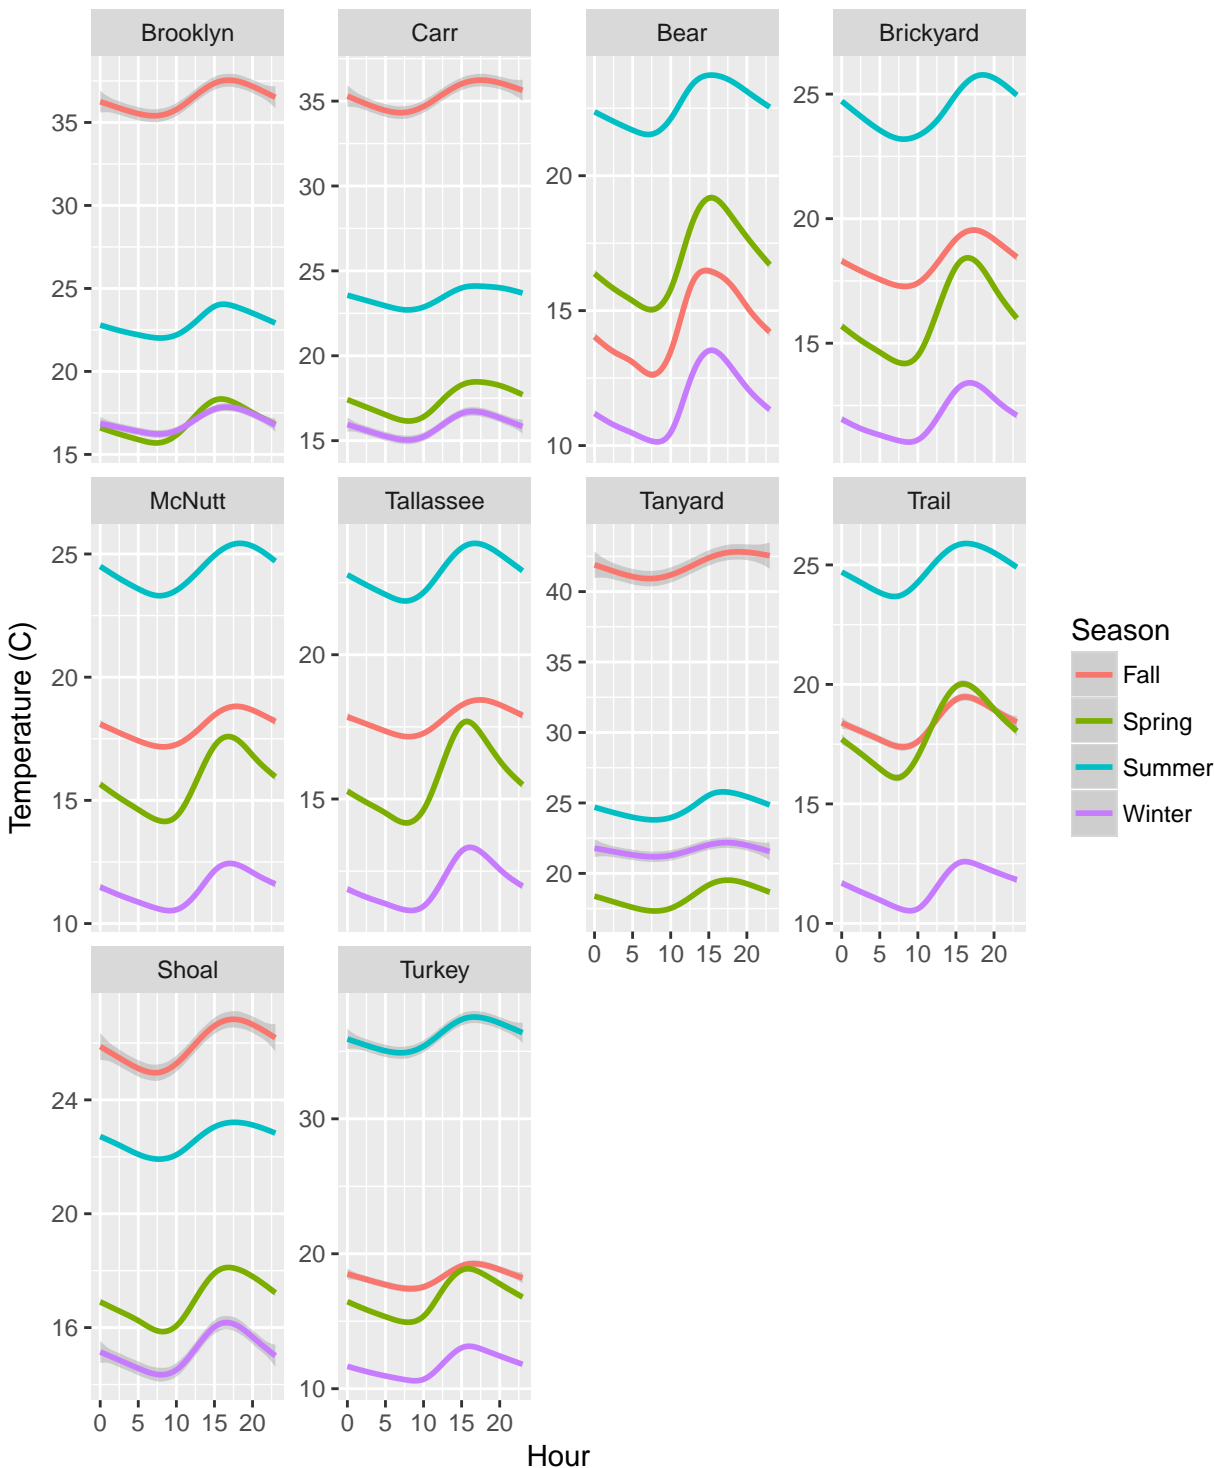 Brooklyn Carr Bear Brickyard
35
30
25
20
15
35
30
25
20
15
20
15
10
25
20
15
McNutt Tallassee Tanyard Trail
25
20
15
10
20
15
40
35
30
25
20
25
20
15
10
0 5 10 15 20
0 5 10 15 20
Shoal Turkey
24
20
16
30
20
10
0 5 10 15 20
0 5 10 15 20
Hour
Temperature (C)
Season
Fall
Spring
Summer
Winter